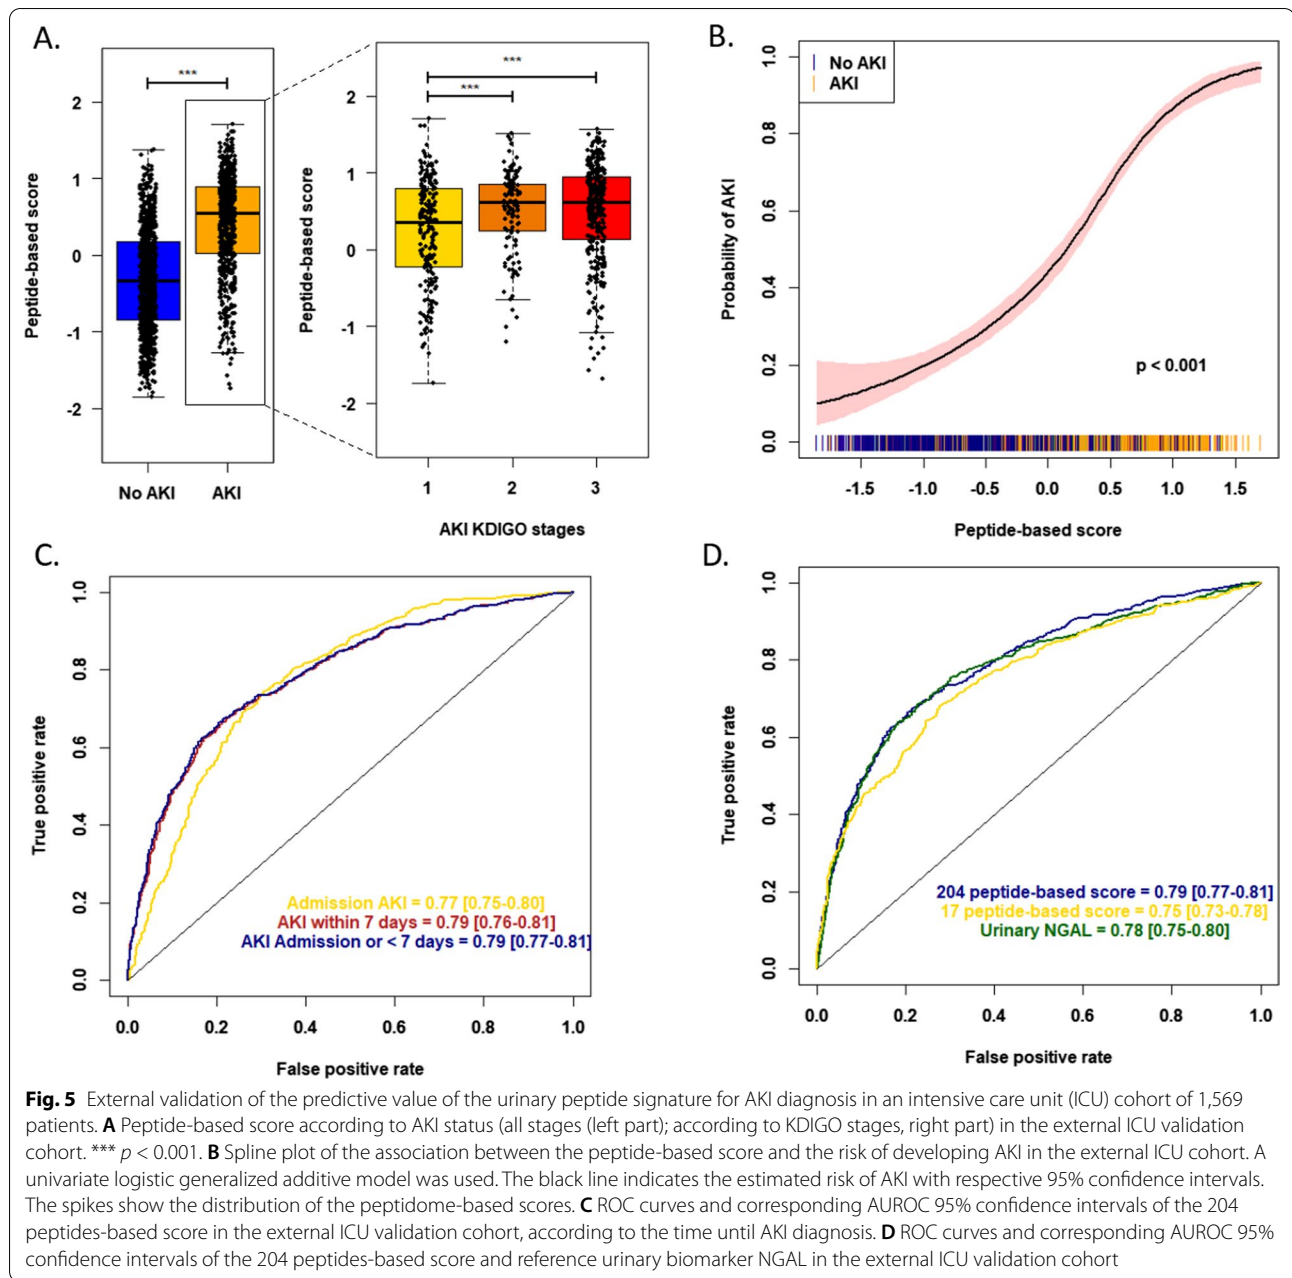 A.
***
2
1
0
-1
-2
Peptide-based score
No AKI
AKI
***
***
2
1
0
-1
-2
Peptide-based score
1
2
3
AKI KDIGO stages
B.
No AKI
AKI
1.0
0.8
0.6
0.4
0.2
0.0
Probability of AKI
p < 0.001
-1.5
-1.0
-0.5
0.0
0.5
1.0
1.5
Peptide-based score
C.
1.0
0.8
0.6
0.4
0.2
0.0
True positive rate
Admission AKI = 0.77 [0.75-0.80]
AKI within 7 days = 0.79 [0.76-0.81]
AKI Admission or < 7 days = 0.79 [0.77-0.81]
0.0
0.2
0.4
0.6
0.8
1.0
False positive rate
D.
1.0
0.8
0.6
0.4
0.2
0.0
True positive rate
204 peptide-based score = 0.79 [0.77-0.81]
17 peptide-based score = 0.75 [0.73-0.78]
Urinary NGAL = 0.78 [0.75-0.80]
0.0
0.2
0.4
0.6
0.8
1.0
False positive rate
Fig. 5 External validation of the predictive value of the urinary peptide signature for AKI diagnosis in an intensive care unit (ICU) cohort of 1,569
patients. A Peptide-based score according to AKI status (all stages (left part); according to KDIGO stages, right part) in the external ICU validation
cohort. *** p < 0.001. B Spline plot of the association between the peptide-based score and the risk of developing AKI in the external ICU cohort. A
univariate logistic generalized additive model was used. The black line indicates the estimated risk of AKI with respective 95% confidence intervals.
The spikes show the distribution of the peptidome-based scores. C ROC curves and corresponding AUROC 95% confidence intervals of the 204
peptides-based score in the external ICU validation cohort, according to the time until AKI diagnosis. D ROC curves and corresponding AUROC 95%
confidence intervals of the 204 peptides-based score and reference urinary biomarker NGAL in the external ICU validation cohort